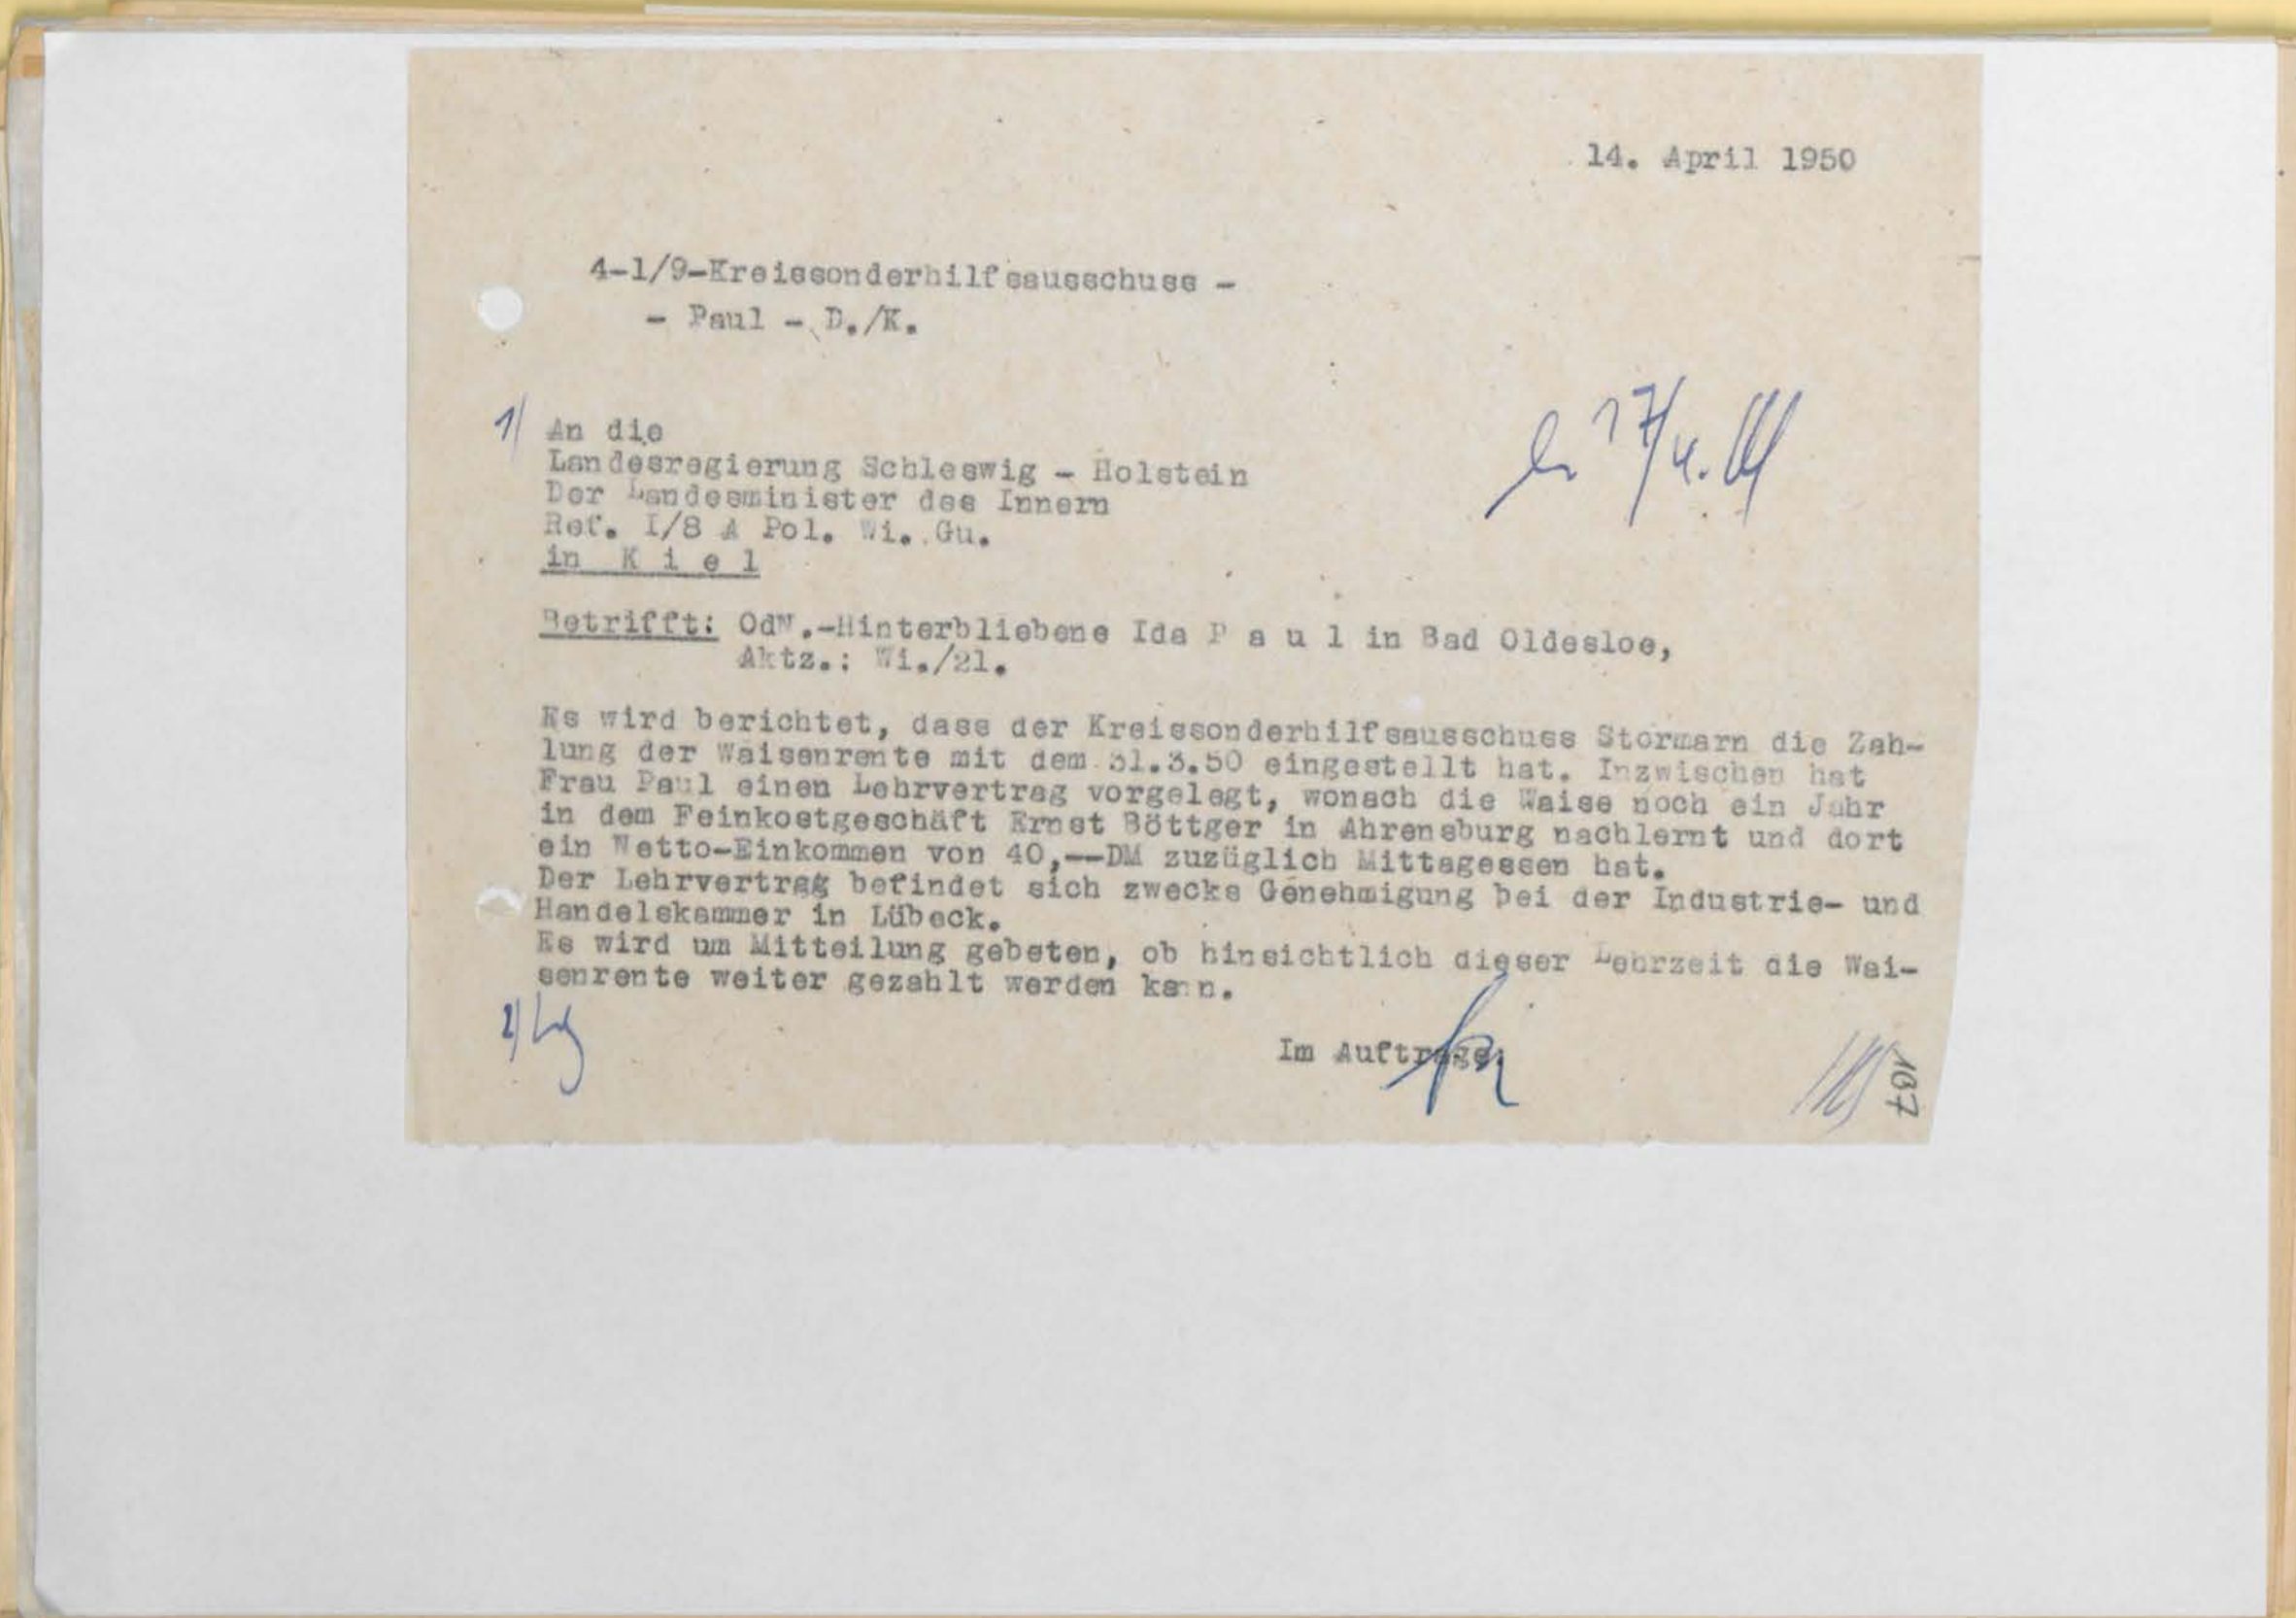 14. April 1950
4-1/9-Kreissonderhilfsausschuss -
- Paul - D./K.
1/ An die
Landesregierung Schleswig - Holstein
Der Landesminister des Innern
Ref. I/8 A Pol. Wi. Gu.
in K i e l
17/4.
Betrifft: OdN.-Hinterbliebene Ida P a u l in Bad Oldesloe,
Aktz.: Wi./21.
Es wird berichtet, dass der Kreissonderhilfsausschuss Stormarn die Zah-
lung der Waisenrente mit dem 31.3.50 eingestellt hat. Inzwischen hat
Frau Paul einen Lehrvertrag vorgelegt, wonach die Waise noch ein Jahr
in dem Feinkostgeschäft Ernst Böttger in Ahrensburg nachlernt und dort
ein Netto-Einkommen von 40,--DM zuzüglich Mittagessen hat.
Der Lehrvertrag befindet sich zwecks Genehmigung bei der Industrie- und
Handelskammer in Lübeck.
Es wird um Mitteilung gebeten, ob hinsichtlich dieser Lehrzeit die Wai-
senrente weiter gezahlt werden kann.
2/
Im Auftrage:
107